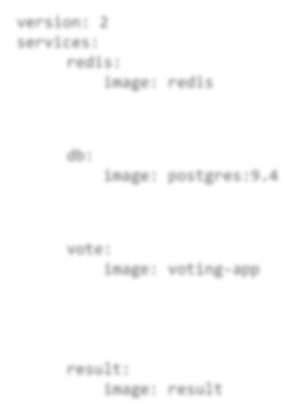 version: 2
services:
redis:
image: redis
db:
image: postgres:9.4
vote:
image: voting-app
result:
image: result